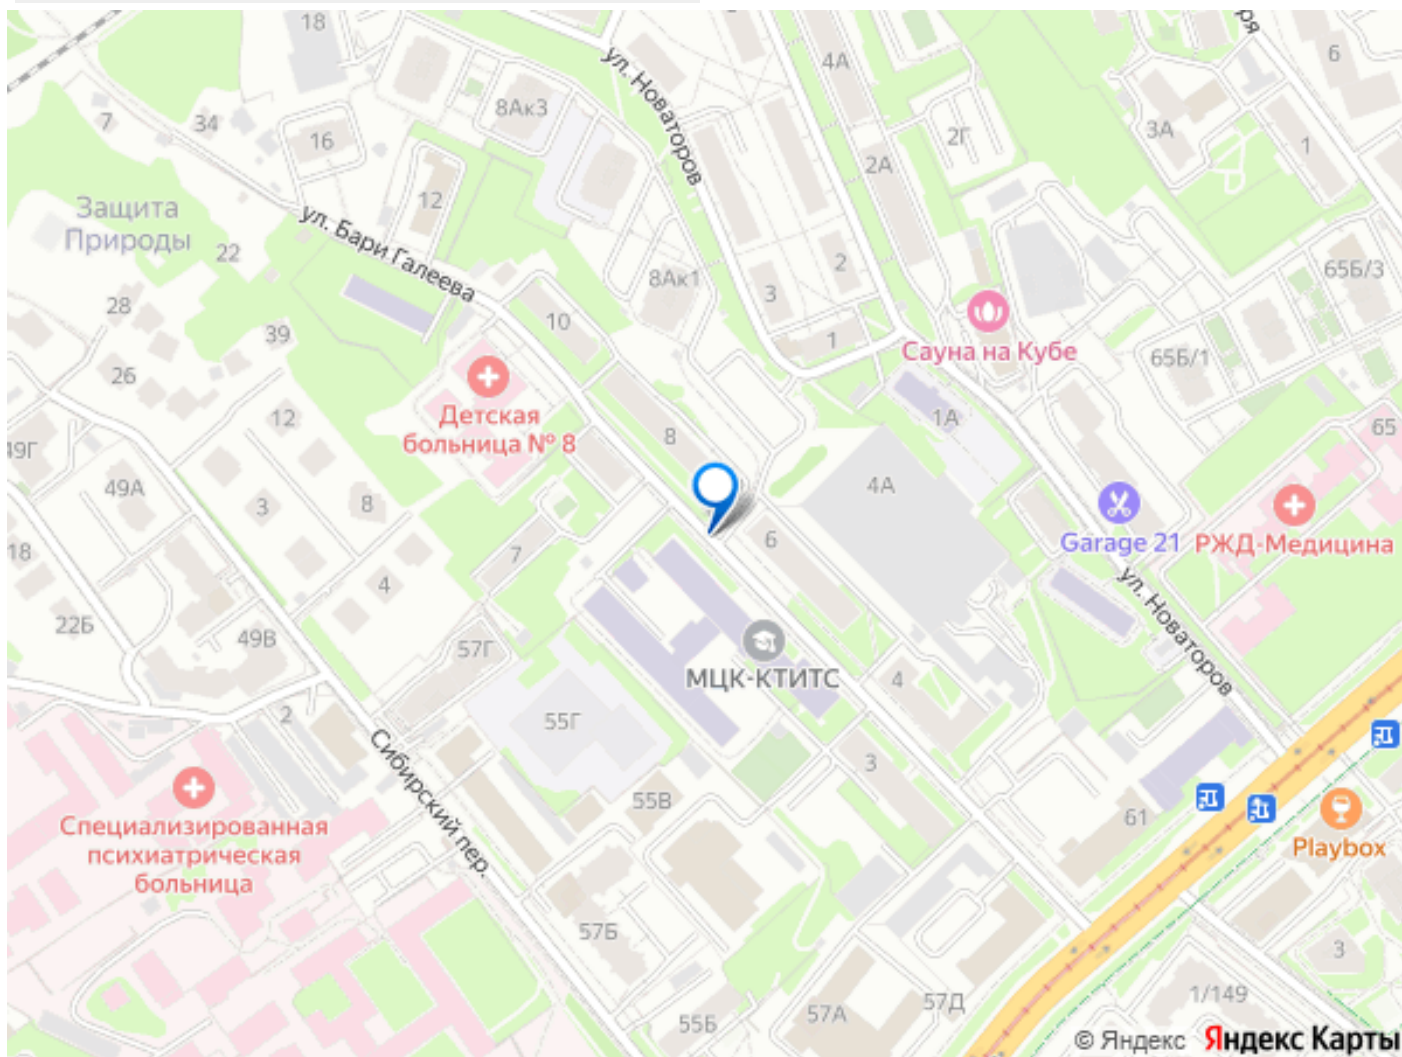 18
ря
6
4А
ул. Новаторов
8Ак3
7
34
16
2Г
3А
1
2А
12
Защита
Природы
ул. Бари Галеева
22
2
65Б/3
8Ак1
3
28
10
1
39
Сауна на Кубе
65Б/1
26
12
Детская
больница № 8
1А
65
8
49Г
49А
4А
3
8
Garage 21
РЖД-Медицина
6
18
7
4
ул. Новаторов
22Б
49В
57Г
МЦК-КТИТС
4
2
55Г
Сибирский пер.
3
55В
61
Специализированная
психиатрическая
больница
Playbox
57Б
3
57А
57Д
1/149
55Б
© Яндекс Яндекс Карты